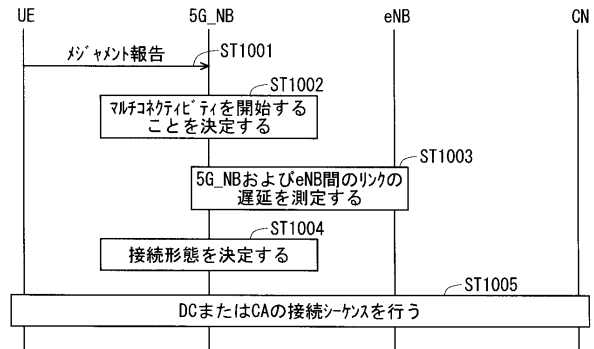 UE 5G_NB eNB CN
メジャメント報告 ST1001
ST1002
マルチコネクティビティを開始する
ことを決定する
ST1003
5G_NBおよびeNB間のリンクの
遅延を測定する
ST1004
接続形態を決定する
ST1005
DCまたはCAの接続シーケンスを行う